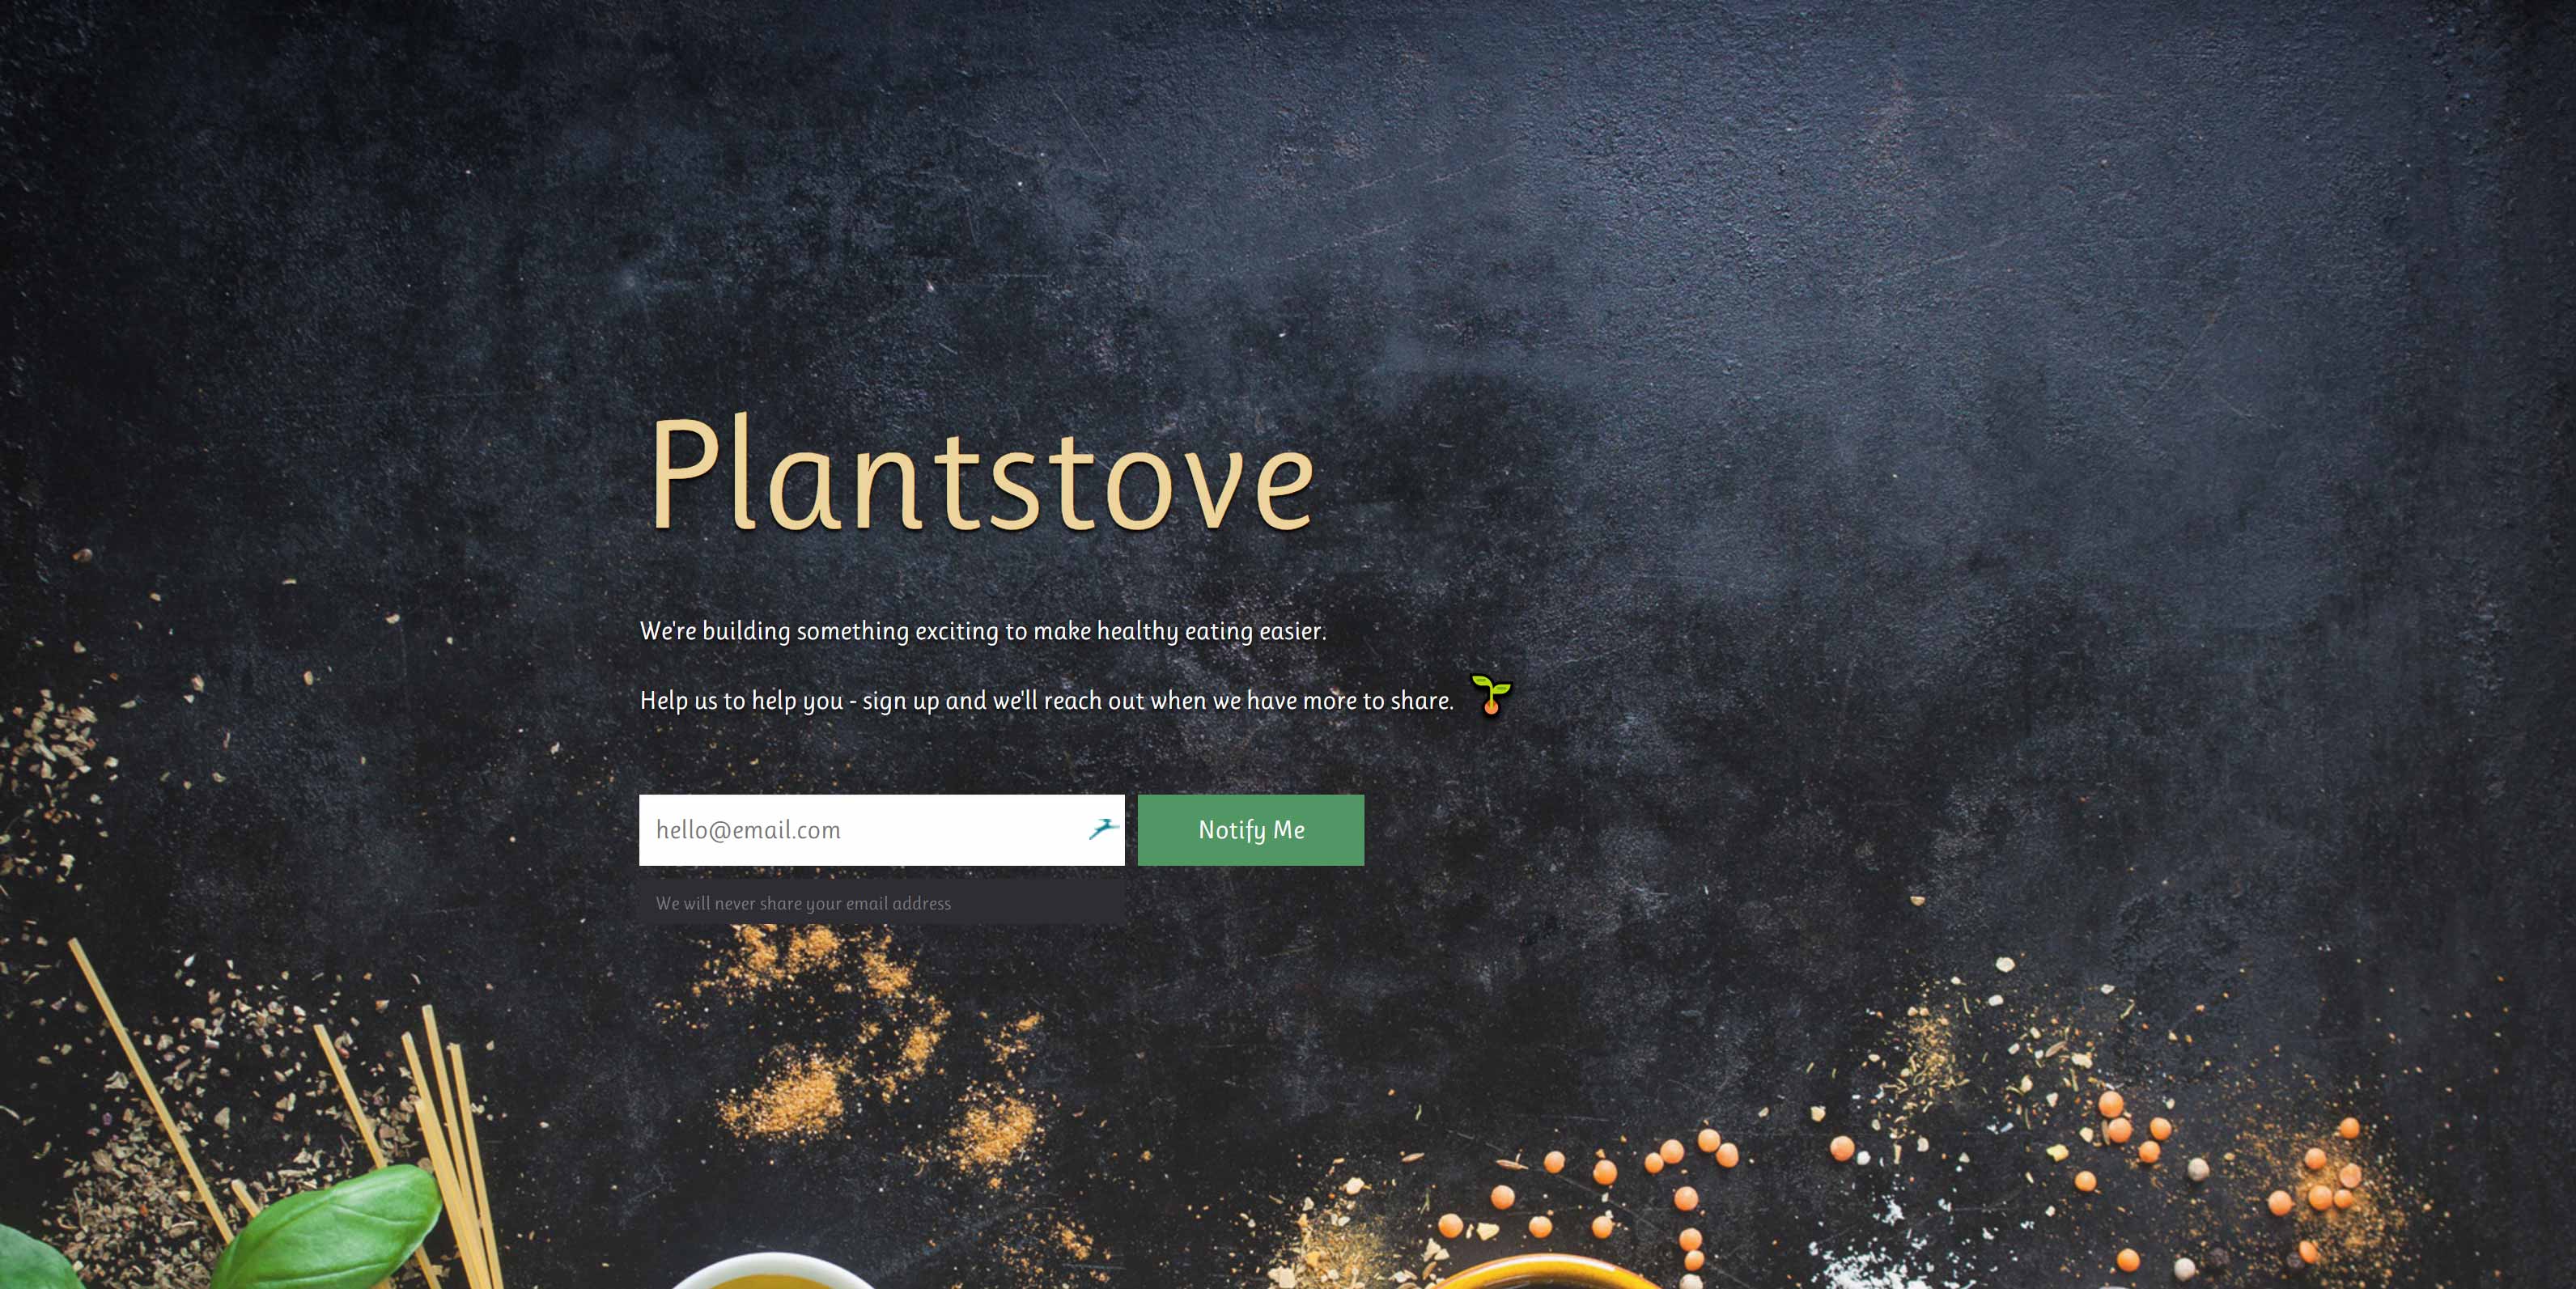 Plantstove
We're building something exciting to make healthy eating easier.
Help us to help you - sign up and we'll reach out when we have more to share.
hello@email.com
Notify Me
We will never share your email address